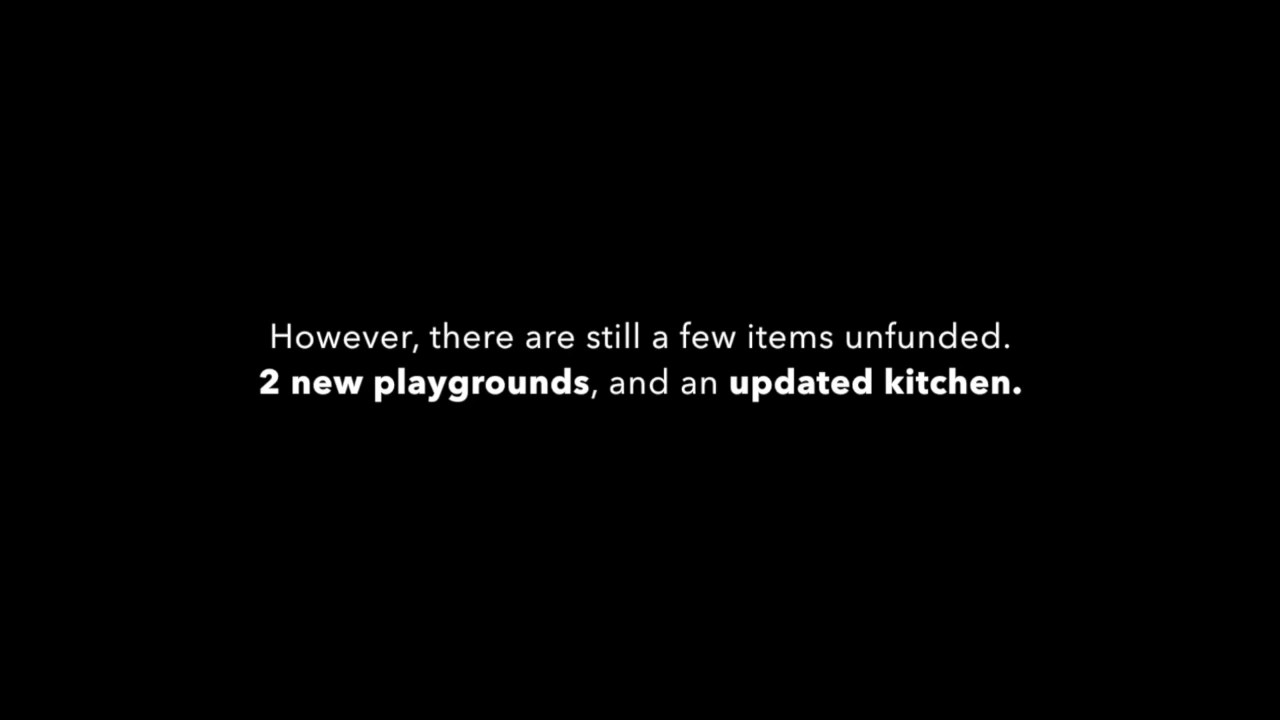 However, there are still a few items unfunded.
2 new playgrounds, and an updated kitchen.